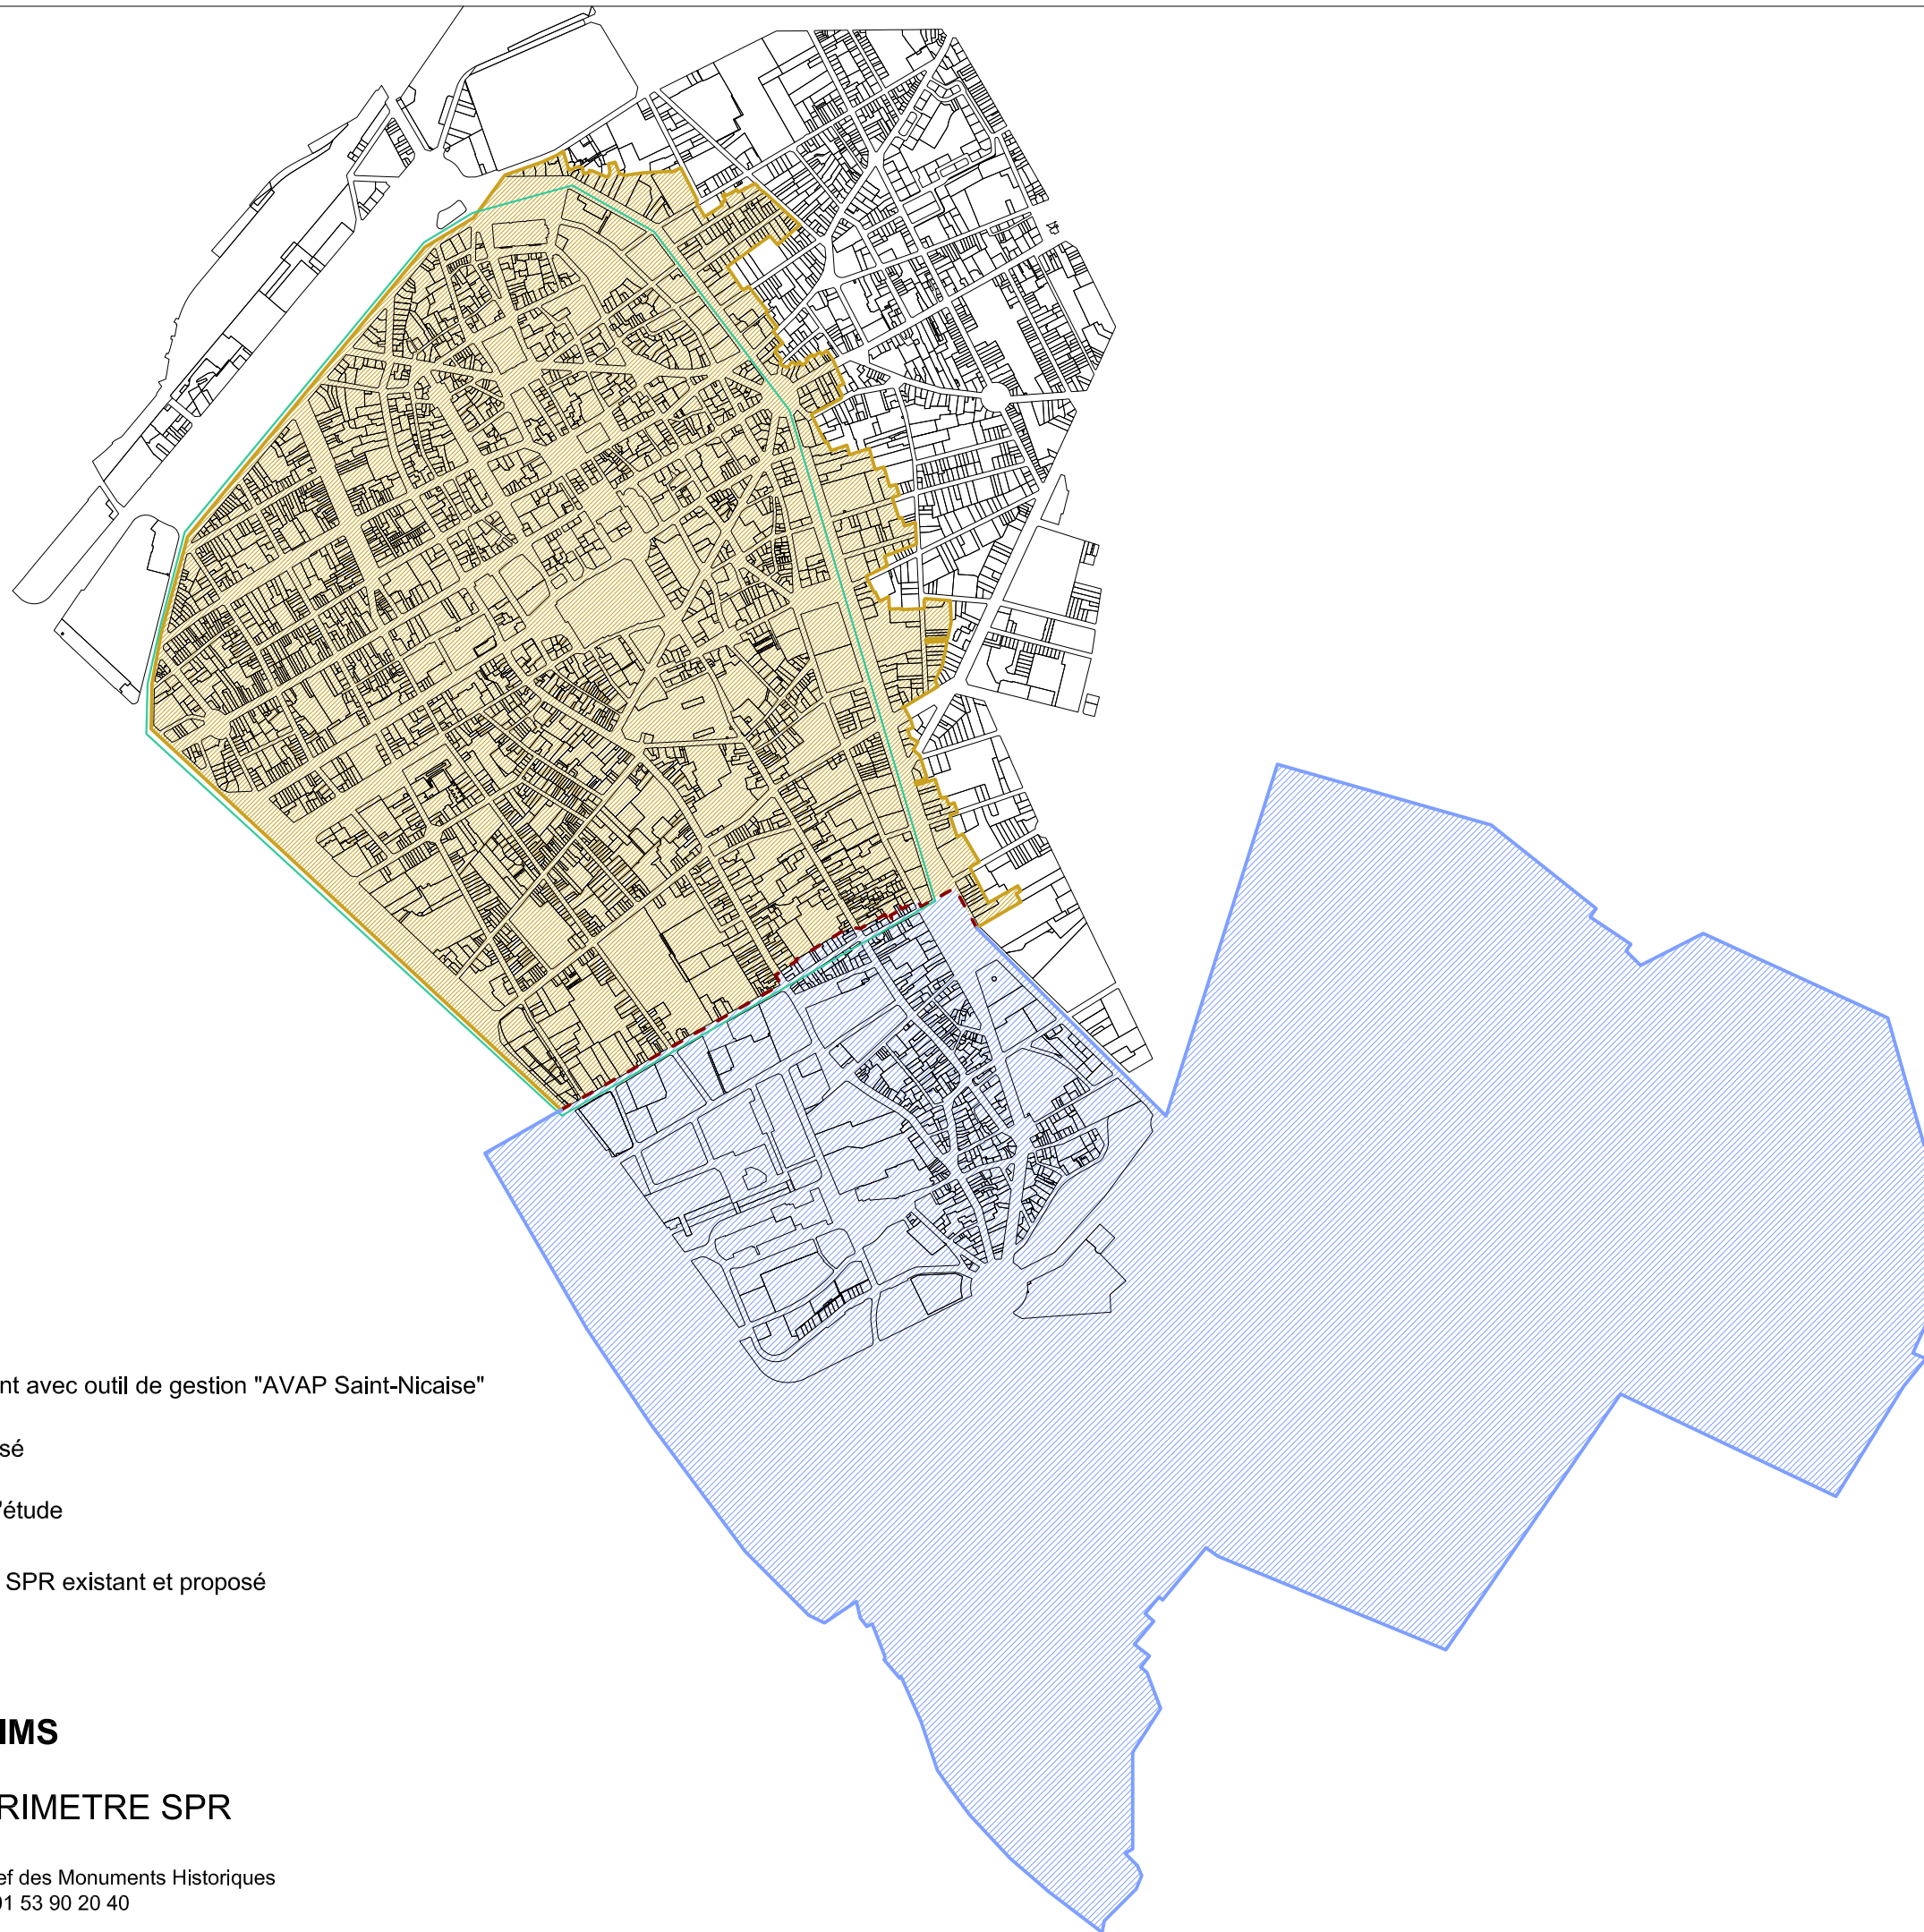 nt avec outil de gestion "AVAP Saint-Nicaise"
sé
'étude
SPR existant et proposé
IMS
RIMETRE SPR
ef des Monuments Historiques
01 53 90 20 40